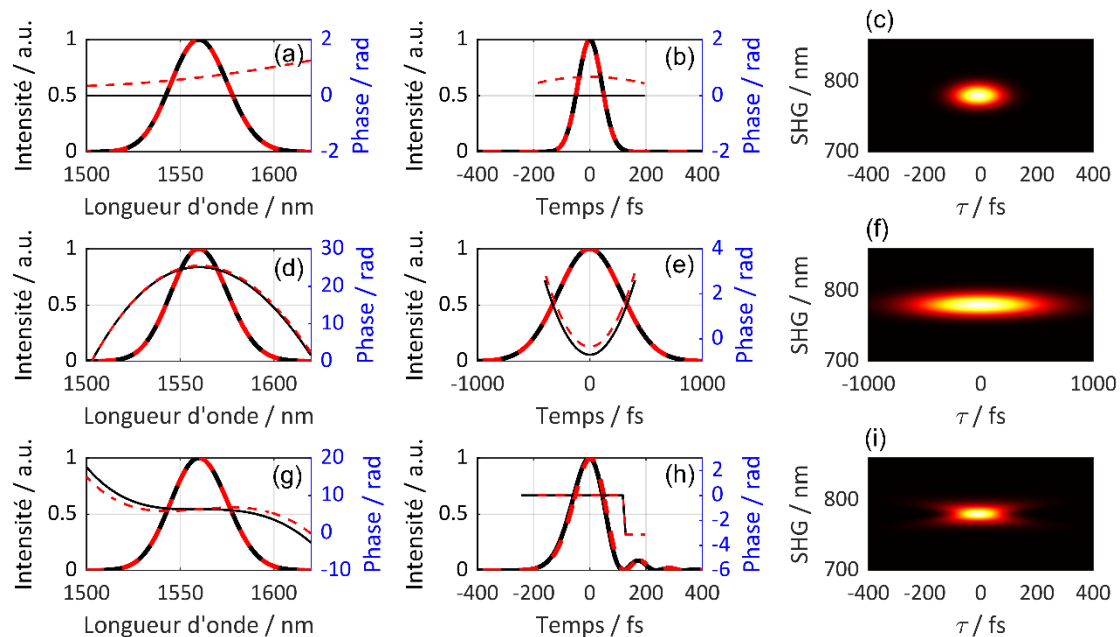 (a)
Intensité / a.u.
1
0.5
0
2
0
-2
Phase / rad
1500 1550 1600
Longueur d'onde / nm
(b)
Intensité / a.u.
1
0.5
0
2
0
-2
Phase / rad
-400 -200 0 200 400
Temps / fs
(c)
SHG / nm
800
700
-400 -200 0 200 400
τ / fs
(d)
Intensité / a.u.
1
0.5
0
30
20
10
0
Phase / rad
1500 1550 1600
Longueur d'onde / nm
(e)
Intensité / a.u.
1
0.5
0
4
2
0
Phase / rad
-1000 0 1000
Temps / fs
(f)
SHG / nm
800
700
-1000 0 1000
τ / fs
(g)
Intensité / a.u.
1
0.5
0
20
10
0
-10
Phase / rad
1500 1550 1600
Longueur d'onde / nm
(h)
Intensité / a.u.
1
0.5
0
2
0
-2
-4
-6
Phase / rad
-400 -200 0 200 400
Temps / fs
(i)
SHG / nm
800
700
-400 -200 0 200 400
τ / fs